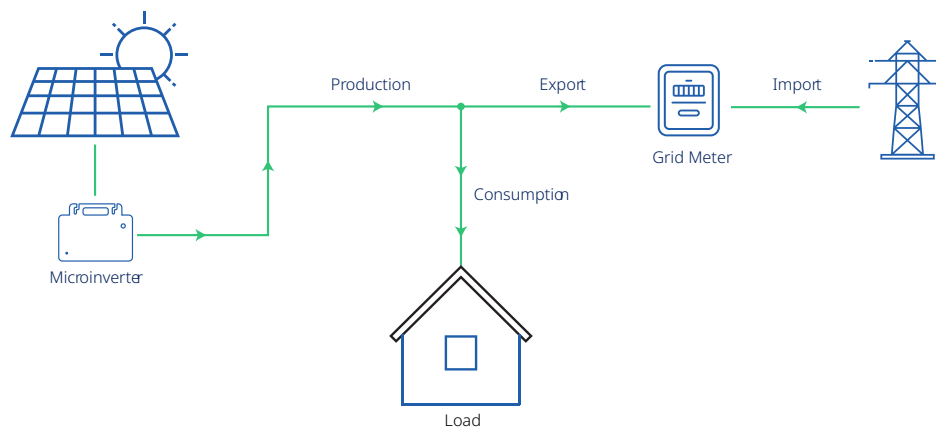 Production
Export
Import
Grid Meter
Consumption
Microinverter
Load